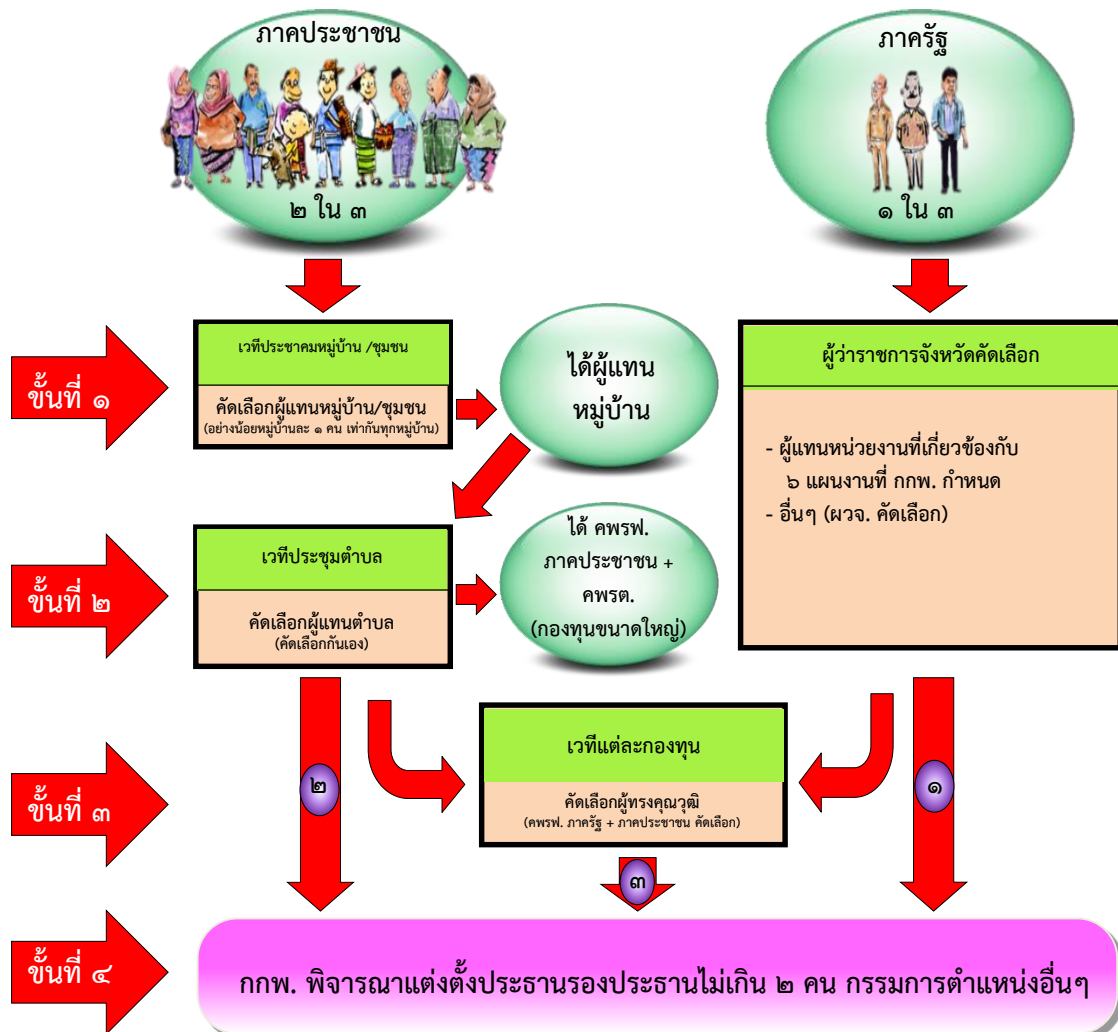 ภาคประชาชน
๒ ใน ๓
ภาครัฐ
๑ ใน ๓
ขั้นที่ ๑
เวทีประชาคมหมู่บ้าน /ชุมชน
คัดเลือกผู้แทนหมู่บ้าน/ชุมชน
(อย่างน้อยหมู่บ้านละ ๑ คน เท่ากันทุกหมู่บ้าน)
ได้ผู้แทน
หมู่บ้าน
ผู้ว่าราชการจังหวัดคัดเลือก
- ผู้แทนหน่วยงานที่เกี่ยวข้องกับ
๖ แผนงานที่ กกพ. กำหนด
- อื่นๆ (ผวจ. คัดเลือก)
ขั้นที่ ๒
เวทีประชุมตำบล
คัดเลือกผู้แทนตำบล
(คัดเลือกกันเอง)
ได้ คพรฟ.
ภาคประชาชน +
คพรต.
(กองทุนขนาดใหญ่)
ขั้นที่ ๓
๒
เวทีแต่ละกองทุน
คัดเลือกผู้ทรงคุณวุฒิ
(คพรฟ. ภาครัฐ + ภาคประชาชน คัดเลือก)
๑
๓
ขั้นที่ ๔
กกพ. พิจารณาแต่งตั้งประธานรองประธานไม่เกิน ๒ คน กรรมการตำแหน่งอื่นๆ